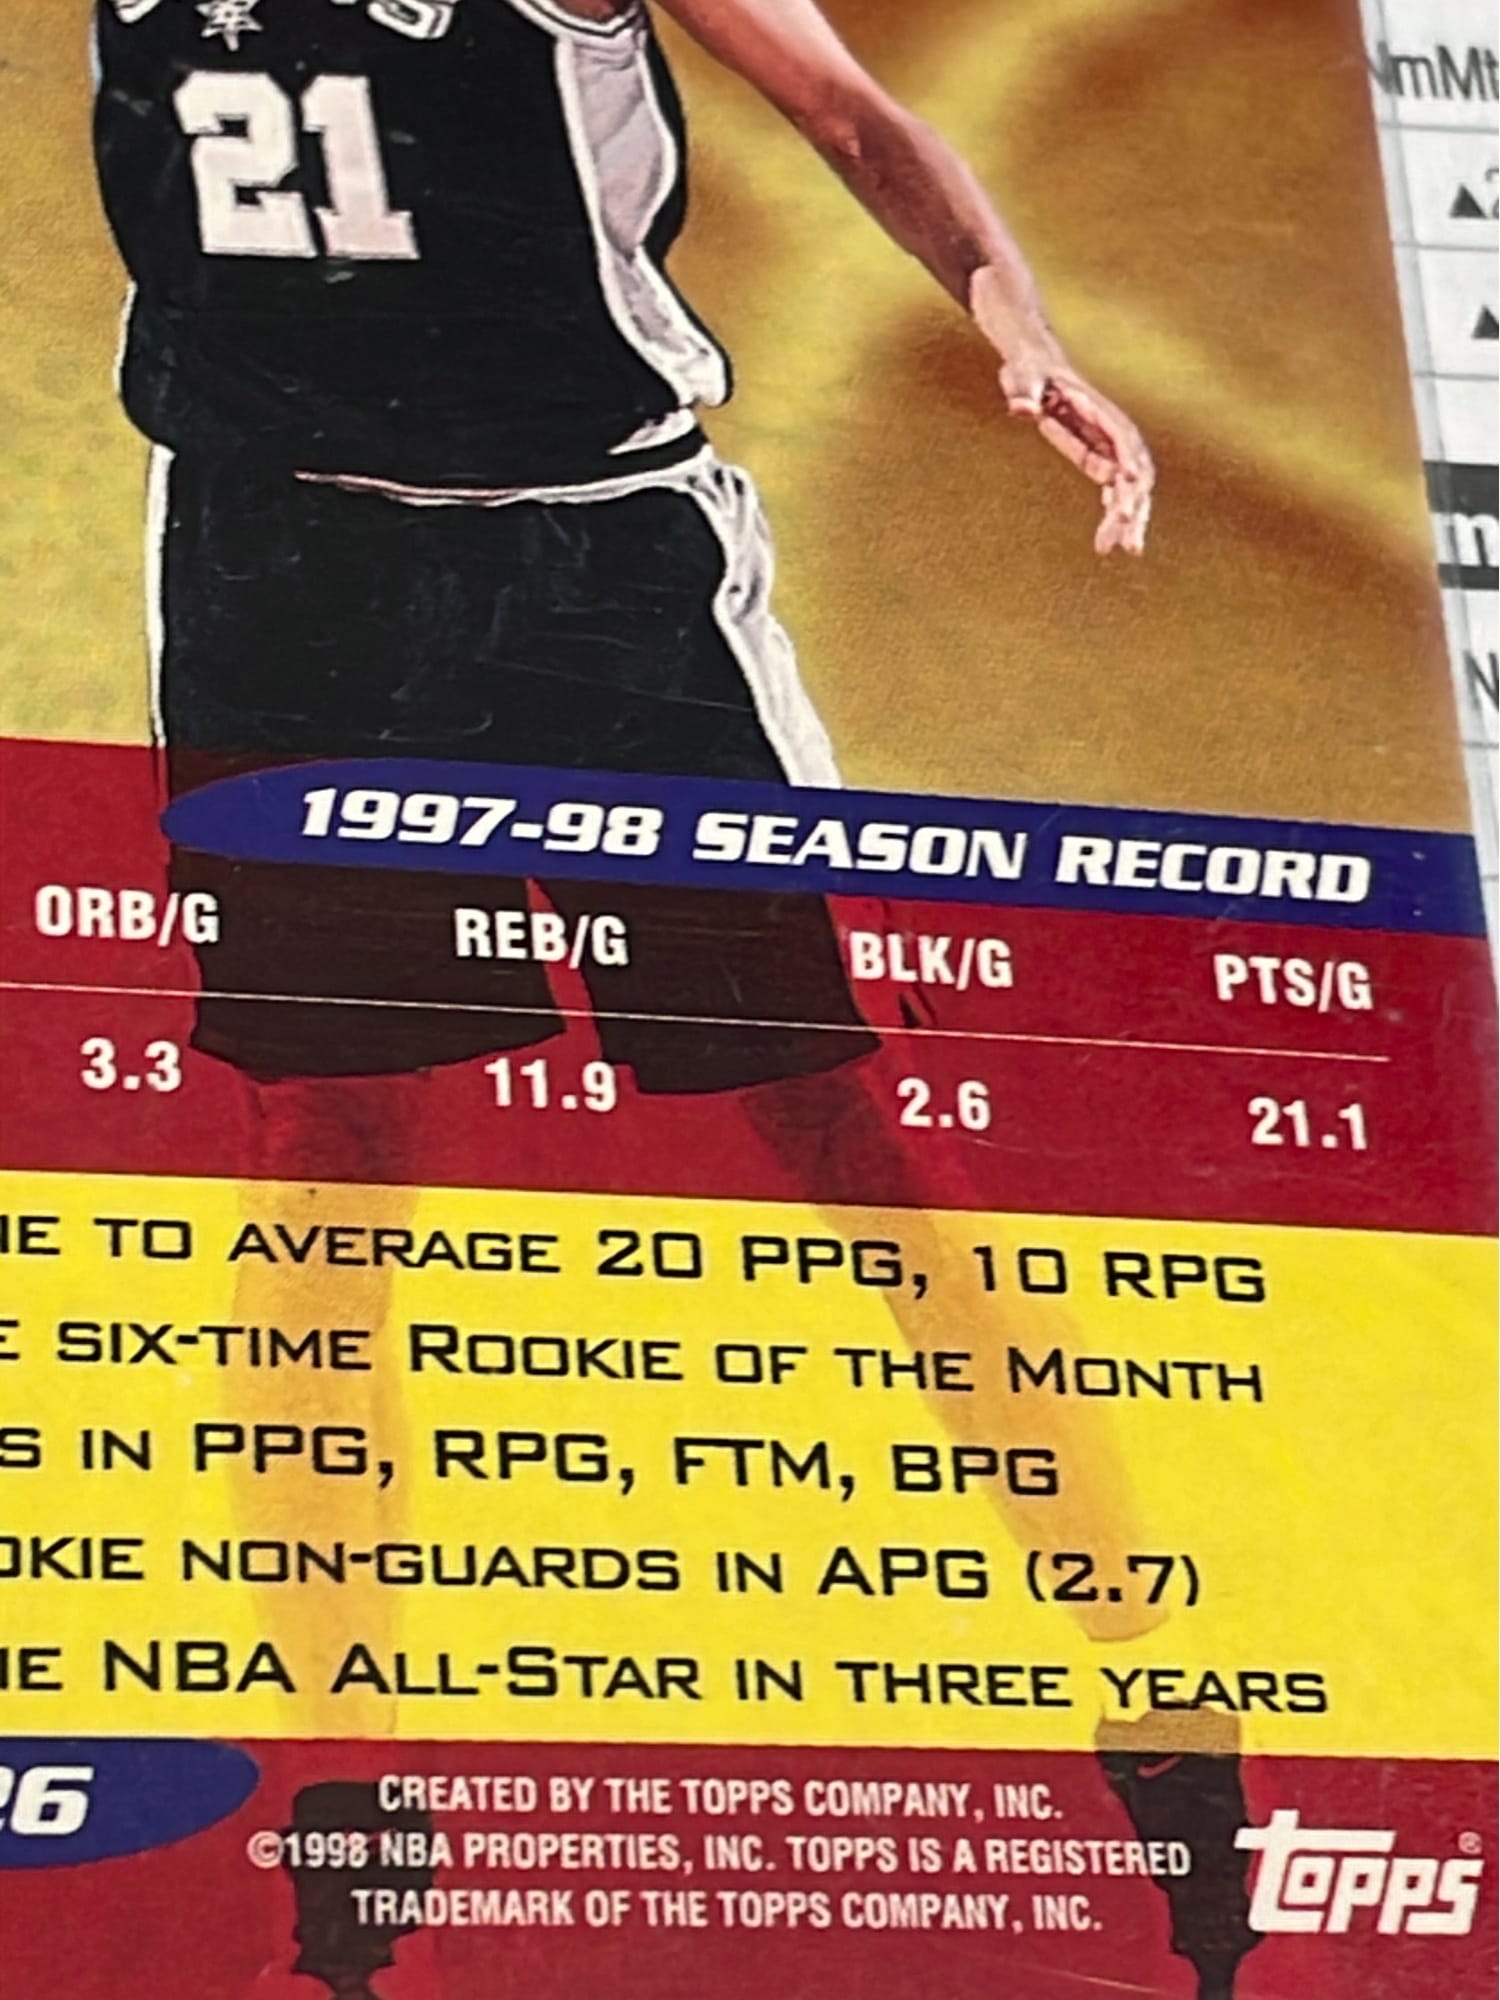 21
NmMt
1997-98 SEASON RECORD
ORB/G REB/G BLK/G PTS/G
3.3 11.9 2.6 21.1
TO AVERAGE 20 PPG, 10 RPG
SIX-TIME ROOKIE OF THE MONTH
IN PPG, RPG, FTM, BPG
NON-GUARDS IN APG (2.7)
NBA ALL-STAR IN THREE YEARS
26
CREATED BY THE TOPPS COMPANY, INC.
©1998 NBA PROPERTIES, INC. TOPPS IS A REGISTERED
TRADEMARK OF THE TOPPS COMPANY, INC.
TOPPS®